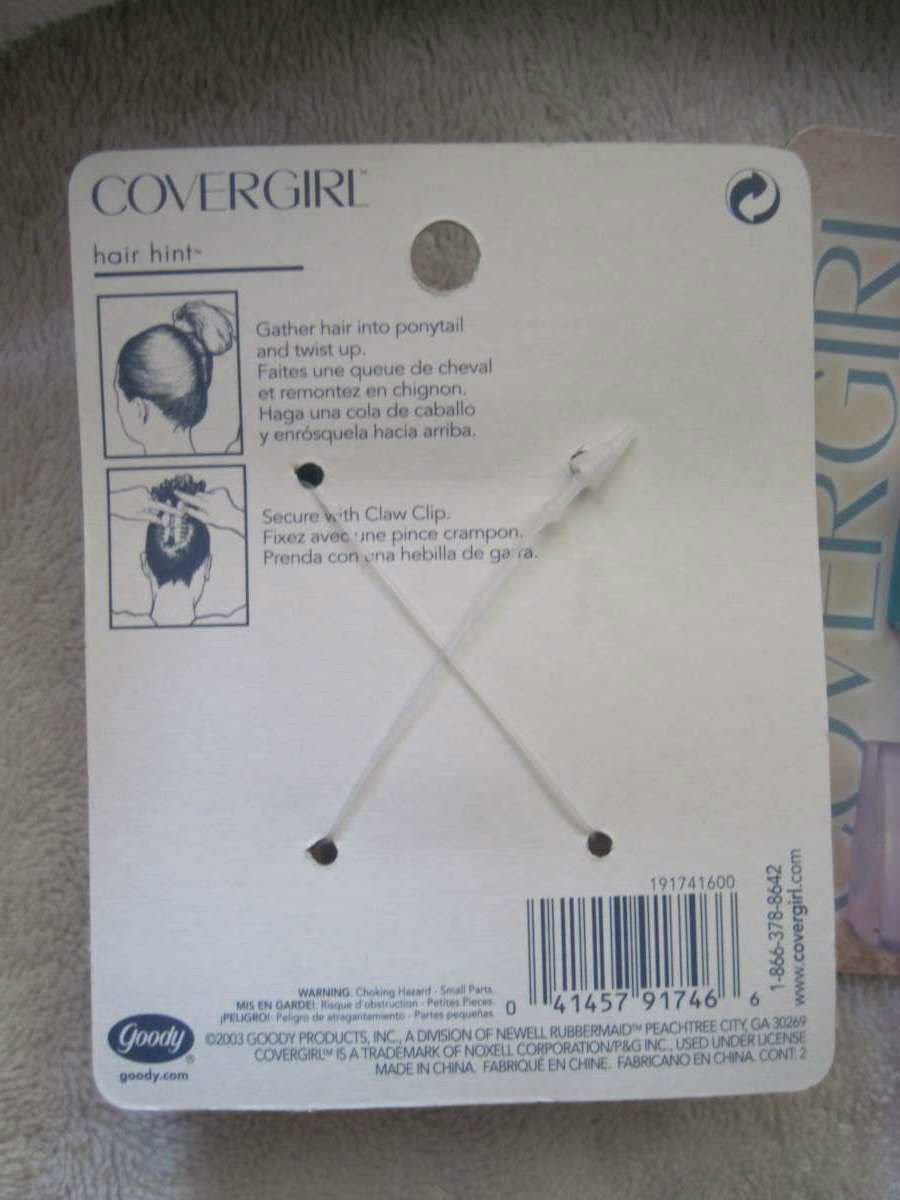 COVERGIRL™
hair hint™
Gather hair into ponytail
and twist up.
Faites une queue de cheval
et remontez en chignon.
Haga una cola de caballo
y enrósquela hacia arriba.
Secure with Claw Clip.
Fixez avec une pince crampon.
Prenda con una hebilla de garra.
191741600
0 41457 91746 6
1-866-378-8642
www.covergirl.com
WARNING. Choking Hazard - Small Parts
MIS EN GARDE!. Risque d'obstruction - Petites Pieces
¡PELIGRO! Peligro de atragantamiento - Partes pequeñas
Goody®
goody.com
©2003 GOODY PRODUCTS, INC., A DIVISION OF NEWELL RUBBERMAID™ PEACHTREE CITY, GA 30269
COVERGIRL™ IS A TRADEMARK OF NOXELL CORPORATION/P&G INC., USED UNDER LICENSE
MADE IN CHINA. FABRIQUÉ EN CHINE. FABRICANO EN CHINA. CONT: 2
COVERGIRL